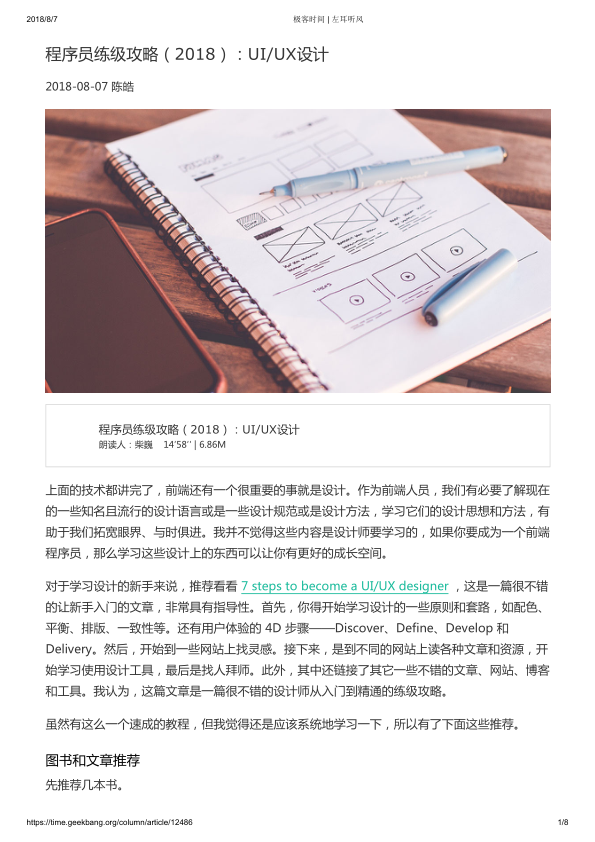 2018/8/7
极客时间 | 左耳听风
程序员练级攻略（2018）：UI/UX设计
2018-08-07 陈皓
程序员练级攻略（2018）：UI/UX设计
朗读人：柴巍 14′58′′ | 6.86M
上面的技术都讲完了，前端还有一个很重要的事就是设计。作为前端人员，我们有必要了解现在
的一些知名且流行的设计语言或是一些设计规范或是设计方法，学习它们的设计思想和方法，有
助于我们拓宽眼界、与时俱进。我并不觉得这些内容是设计师要学习的，如果你要成为一个前端
程序员，那么学习这些设计上的东西可以让你有更好的成长空间。
对于学习设计的新手来说，推荐看看 7 steps to become a UI/UX designer ，这是一篇很不错
的让新手入门的文章，非常具有指导性。首先，你得开始学习设计的一些原则和套路，如配色、
平衡、排版、一致性等。还有用户体验的 4D 步骤——Discover、Define、Develop 和
Delivery。然后，开始到一些网站上找灵感。接下来，是到不同的网站上读各种文章和资源，开
始学习使用设计工具，最后是找人拜师。此外，其中还链接了其它一些不错的文章、网站、博客
和工具。我认为，这篇文章是一篇很不错的设计师从入门到精通的练级攻略。
虽然有这么一个速成的教程，但我觉得还是应该系统地学习一下，所以有了下面这些推荐。
图书和文章推荐
先推荐几本书。
https://time.geekbang.org/column/article/12486
1/8